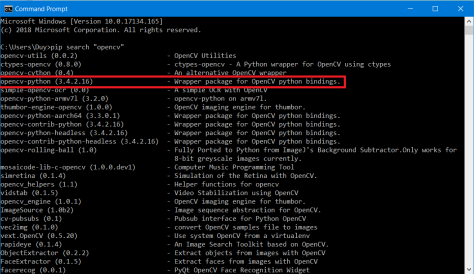 Command Prompt
Microsoft Windows [Version 10.0.17134.165]
(c) 2018 Microsoft Corporation. All rights reserved.
C:\Users\Duy>pip search "opencv"
opencv-utils (0.0.2) - OpenCV Utilities
ctypes-opencv (0.8.0) - ctypes-opencv - A Python wrapper for OpenCV using ctypes
opencv-cython (0.4) - An alternative OpenCV wrapper
opencv-python (3.4.2.16) - Wrapper package for OpenCV python bindings.
simple-opencv-ocr (0.0) - A simple OCR with OpenCV
opencv-python-armv7l (3.2.0) - opencv-python on armv7l.
thumbor-engine-opencv (1.0.0) - OpenCV imaging engine for thumbor.
opencv-python-aarch64 (3.3.0.1) - Wrapper package for OpenCV python bindings.
opencv-contrib-python (3.4.2.16) - Wrapper package for OpenCV python bindings.
opencv-python-headless (3.4.2.16) - Wrapper package for OpenCV python bindings.
opencv-contrib-python-headless (3.4.2.16) - Wrapper package for OpenCV python bindings.
opencv-rolling-ball (1.0) - Fully Ported to Python from ImageJ's Background Subtractor.Only works for
8-bit greyscale images currently.
mosaicode-lib-c-opencv (1.0.0.dev1) - Computer Music Programming Tool
simretina (0.1.4) - Simulation of the Retina with OpenCV.
opencv_helpers (1.1) - Helper functions for opencv
vidstab (0.1.5) - Video Stabilization using OpenCV
opencv_engine (1.0.1) - OpenCV imaging engine for thumbor.
ImageSource (1.0b2) - Image sequence abstraction for OpenCV.
cv-pubsubs (0.1) - Pubsub interface for Python OpenCV
vec2img (0.1.0) - convert OpenCV samples file to images
vext.OpenCV (0.5.20) - Use system OpenCV from a virtualenv
rapideye (0.1.4) - An Image Search Toolkit based on OpenCV.
ObjectExtractor (0.2.2) - Extract objects from images with OpenCV
FaceExtractor (0.1.5) - Extract faces from images with OpenCV
facerecog (0.0.1) - PyQt OpenCV Face Recognition Widget